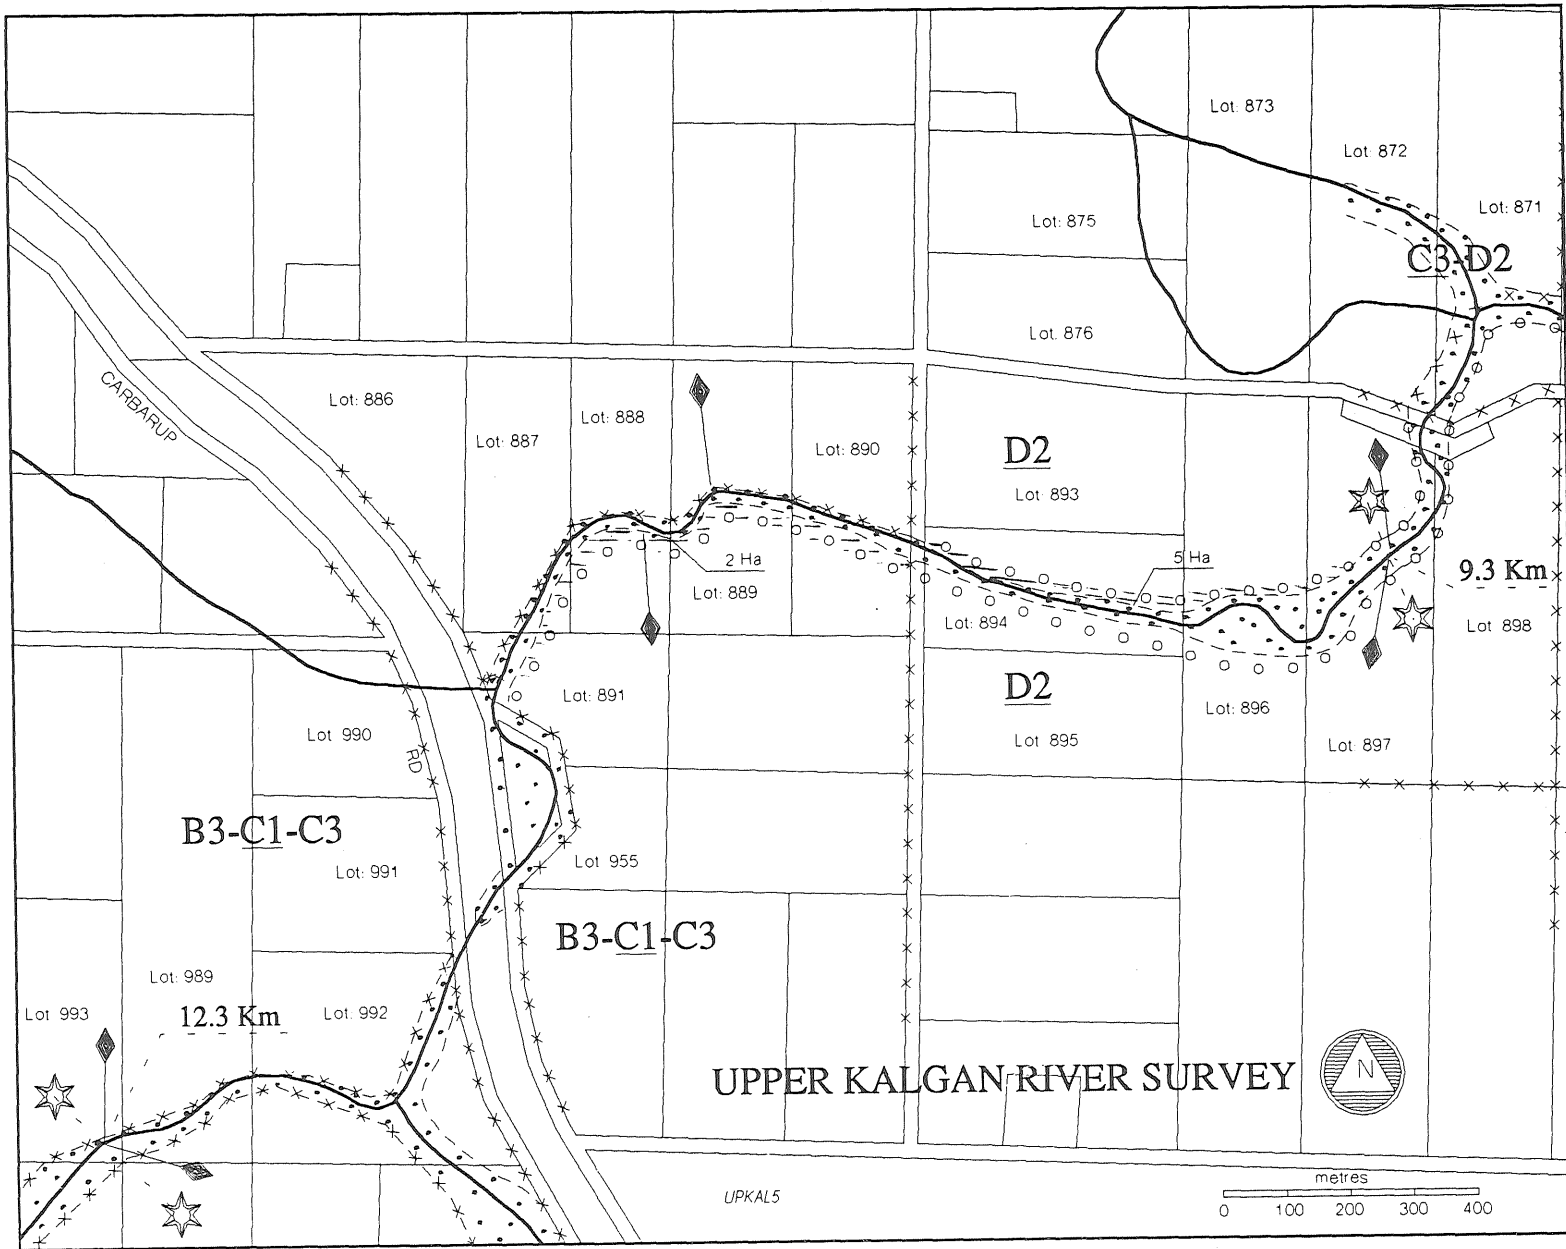 Lot: 873
Lot: 872
Lot: 871
Lot: 875
C3-D2
Lot: 876
CARBARUP
RD
Lot: 886
Lot: 887
Lot: 888
Lot: 890
D2
Lot: 893
2 Ha
Lot: 889
5 Ha
9.3 Km
Lot: 894
Lot: 898
Lot: 891
D2
Lot: 896
Lot 895
Lot: 897
Lot 990
B3-C1-C3
Lot: 991
Lot 955
B3-C1-C3
Lot: 989
Lot 993
12.3 Km
Lot: 992
UPPER KALGAN RIVER SURVEY
N
UPKAL5
metres
0 100 200 300 400